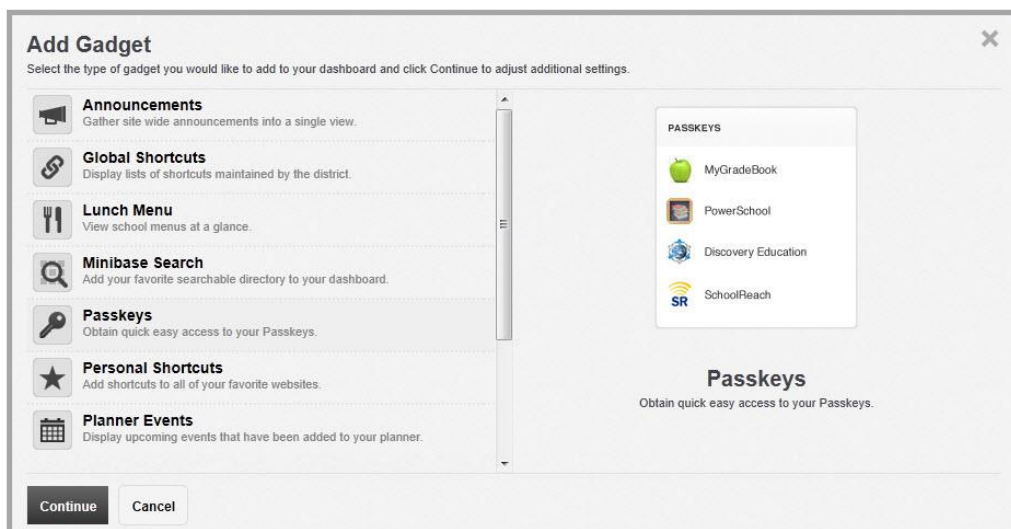 Add Gadget
Select the type of gadget you would like to add to your dashboard and click Continue to adjust additional settings.
Announcements
Gather site wide announcements into a single view.
Global Shortcuts
Display lists of shortcuts maintained by the district.
Lunch Menu
View school menus at a glance.
Minibase Search
Add your favorite searchable directory to your dashboard.
Passkeys
Obtain quick easy access to your Passkeys.
Personal Shortcuts
Add shortcuts to all of your favorite websites.
Planner Events
Display upcoming events that have been added to your planner.
PASSKEYS
MyGradeBook
PowerSchool
Discovery Education
SR SchoolReach
Passkeys
Obtain quick easy access to your Passkeys.
Continue Cancel